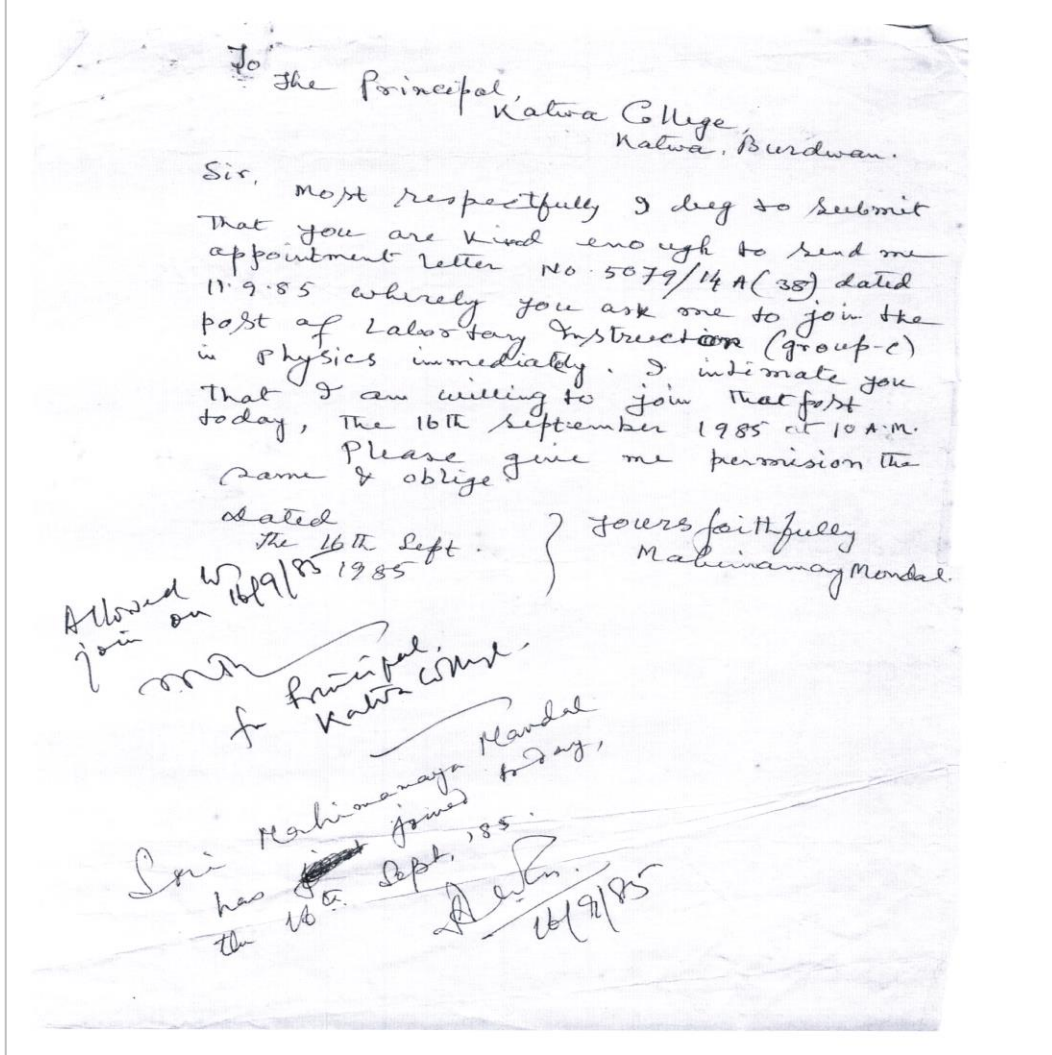 To
The Principal,
Katwa College,
Katwa, Burdwan.
Sir,
Most respectfully I beg to submit
That you are kind enough to send me
appointment letter No. 5079/14A(38) dated
11.9.85 whereby you ask me to join the
post of Laboortary Instruction (group-c)
in Physics immediately. I intimate you
That I am willing to join That post
today, The 16th September 1985 at 10 A.M.
Please give me permision the
same & oblige
Dated
The 16th Sept.
1985
Yours faithfully
Mahimamay Mondal.
Allowed to
join on 16/9/85
for Principal,
Katwa College.
Sri Mahimamaya Mandal
has joined today,
the 16th Sept, '85.
16/9/85